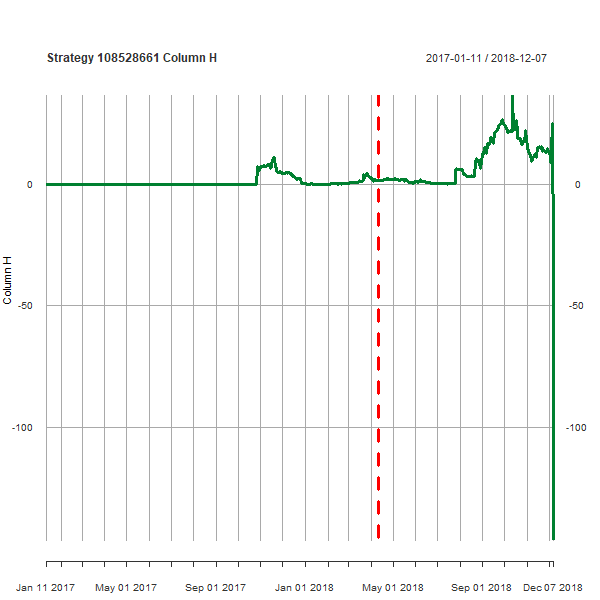 Strategy 108528661 Column H
2017-01-11 / 2018-12-07
0
0
-50
-50
-100
-100
Column H
Jan 11 2017
May 01 2017
Sep 01 2017
Jan 01 2018
May 01 2018
Sep 01 2018
Dec 07 2018